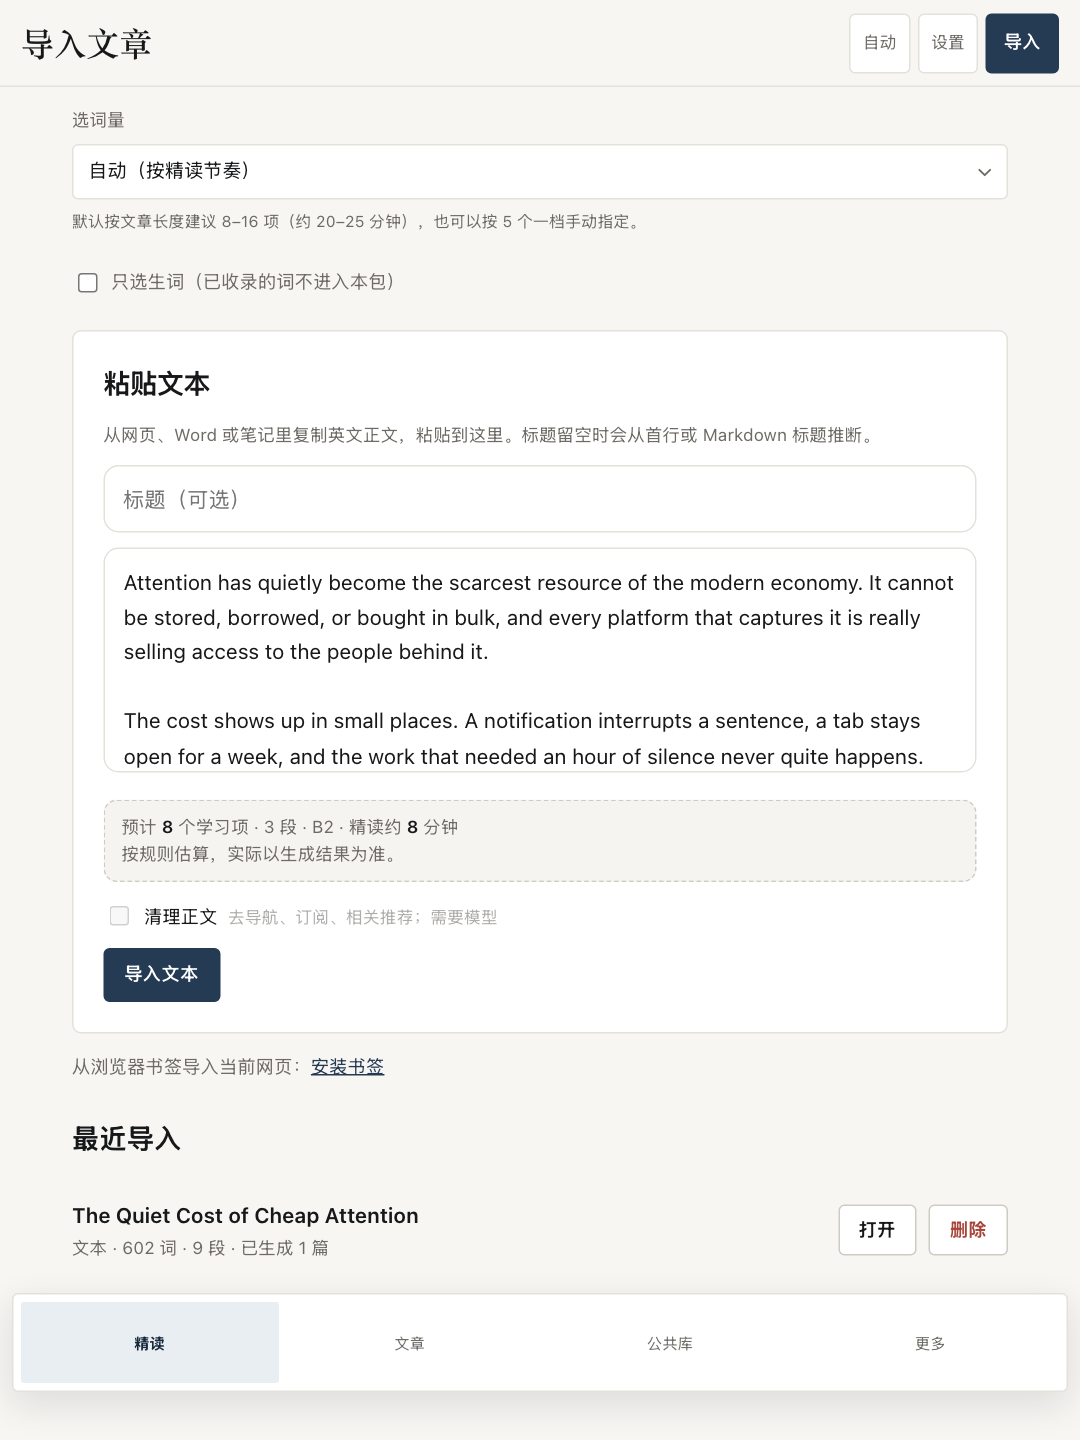 导入文章
自动
设置
导入
选词量
自动（按精读节奏）
默认按文章长度建议 8–16 项（约 20–25 分钟），也可以按 5 个一档手动指定。
只选生词（已收录的词不进入本包）
粘贴文本
从网页、Word 或笔记里复制英文正文，粘贴到这里。标题留空时会从首行或 Markdown 标题推断。
标题（可选）
Attention has quietly become the scarcest resource of the modern economy. It cannot
be stored, borrowed, or bought in bulk, and every platform that captures it is really
selling access to the people behind it.
The cost shows up in small places. A notification interrupts a sentence, a tab stays
open for a week, and the work that needed an hour of silence never quite happens.
预计 8 个学习项 · 3 段 · B2 · 精读约 8 分钟
按规则估算，实际以生成结果为准。
清理正文 去导航、订阅、相关推荐；需要模型
导入文本
从浏览器书签导入当前网页：安装书签
最近导入
The Quiet Cost of Cheap Attention
文本 · 602 词 · 9 段 · 已生成 1 篇
打开
删除
精读
文章
公共库
更多